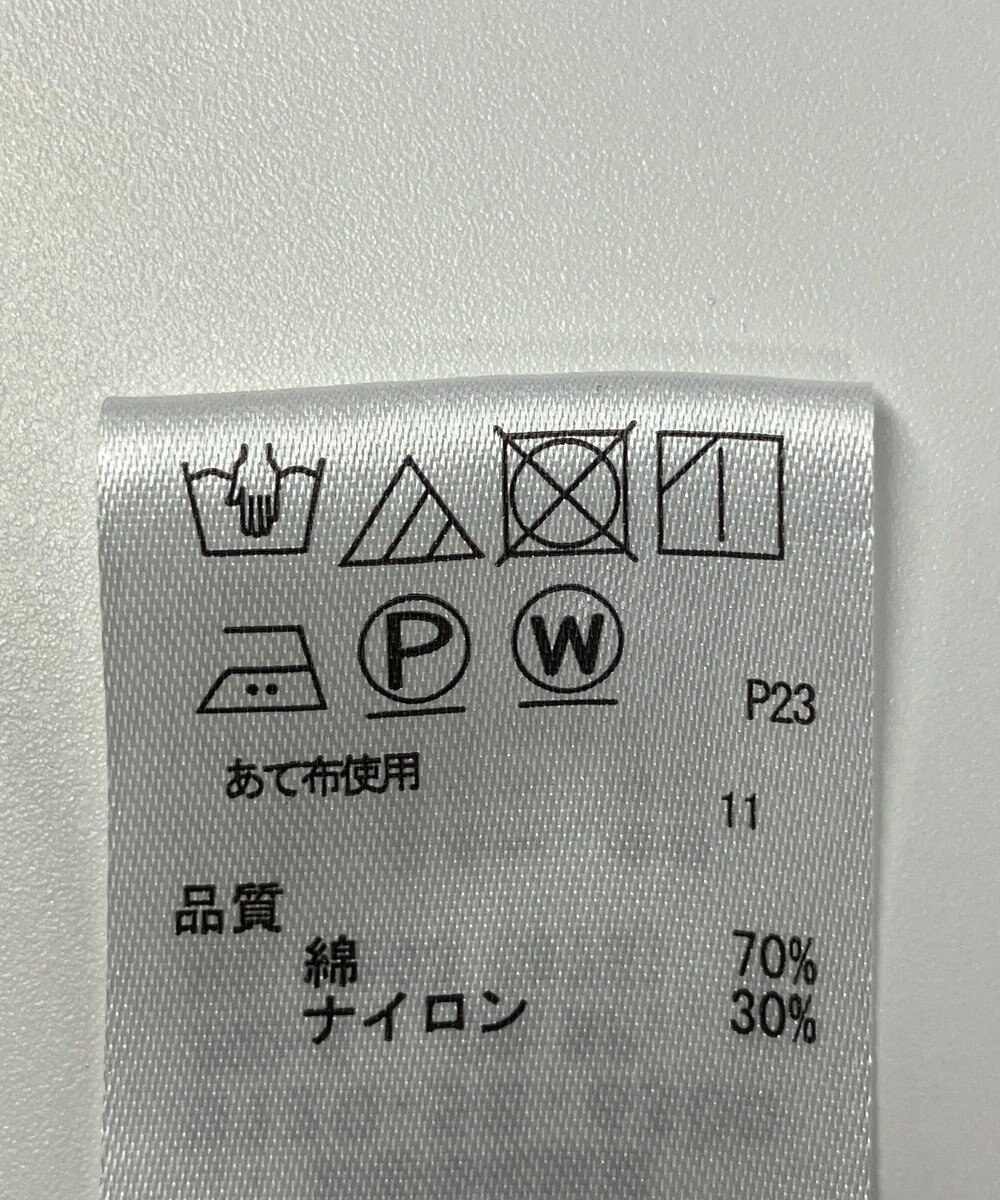 P W
P23
あて布使用
11
品質
綿 70%
ナイロン 30%